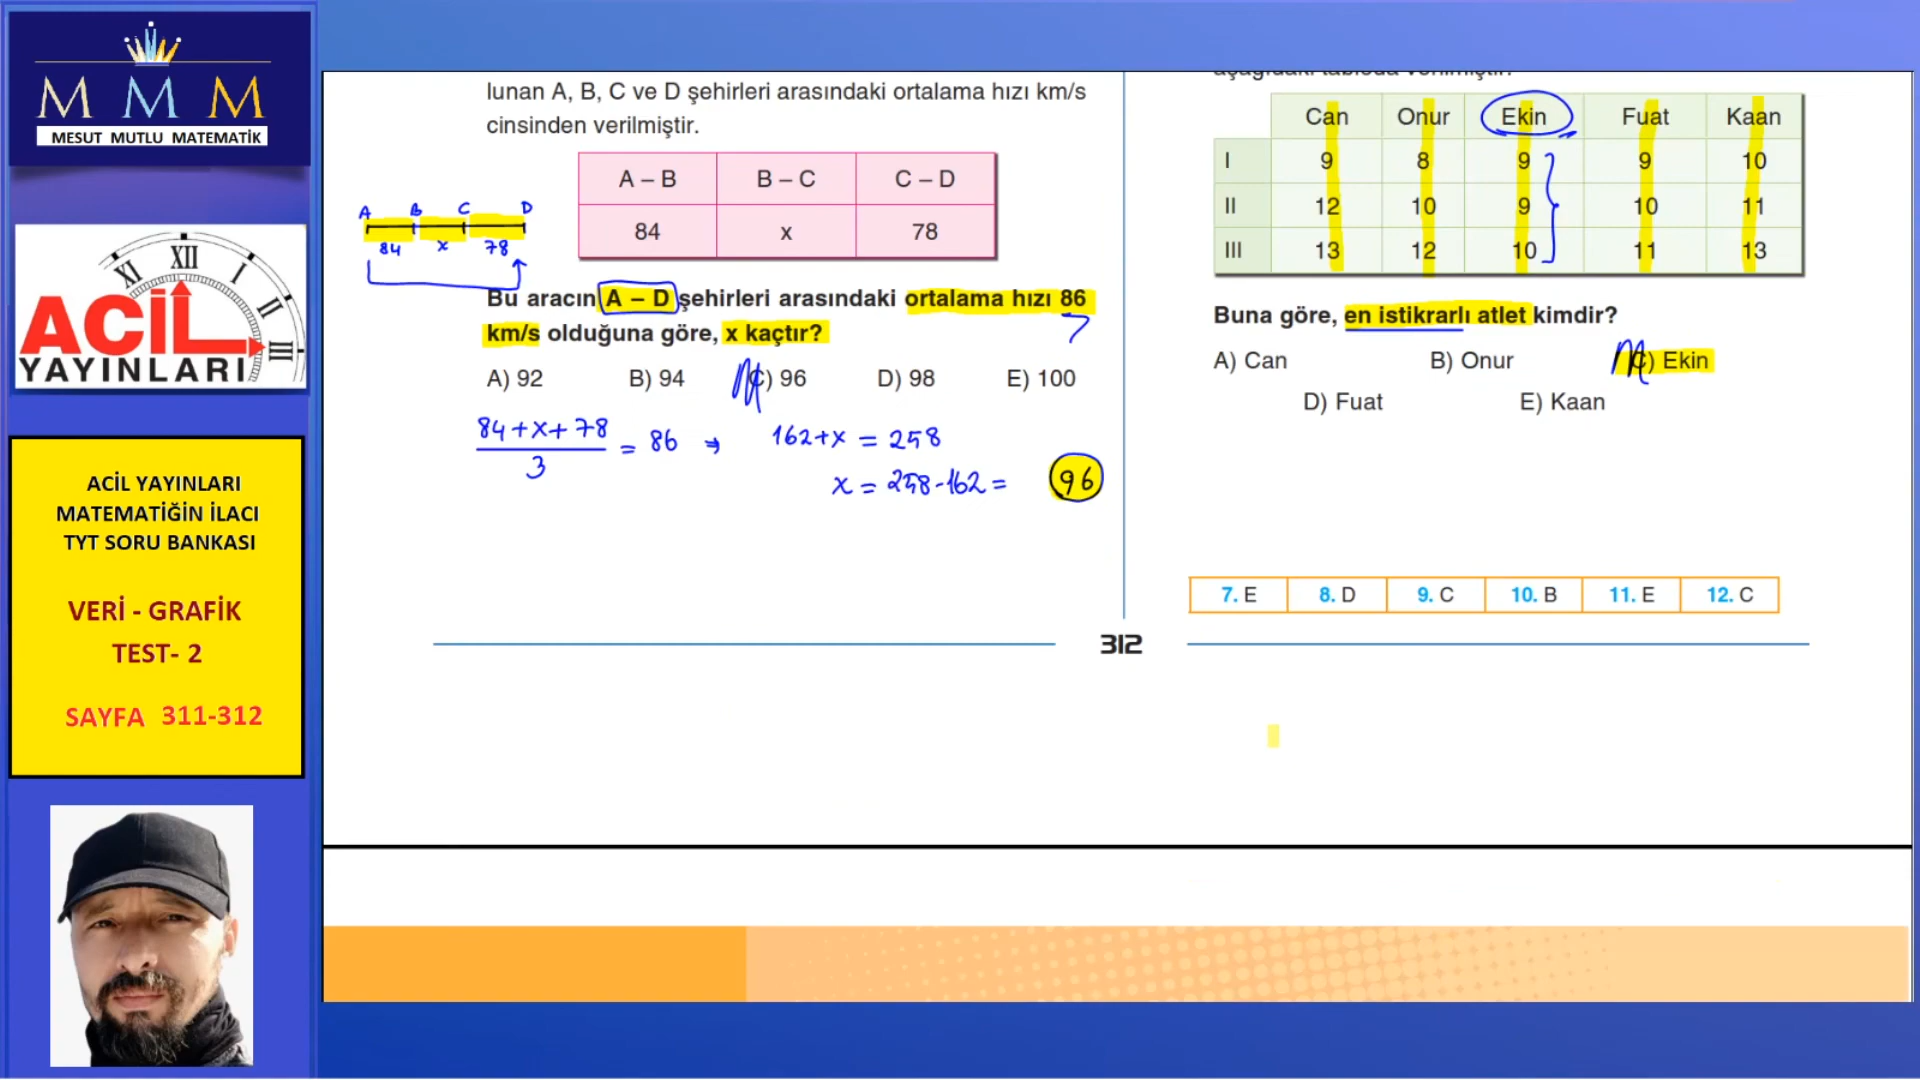 M M M
MESUT MUTLU MATEMATİK
XI XII I II III
ACİL
YAYINLARI
ACİL YAYINLARI
MATEMATİĞİN İLACI
TYT SORU BANKASI
VERİ - GRAFİK
TEST- 2
SAYFA 311-312
lunan A, B, C ve D şehirleri arasındaki ortalama hızı km/s
cinsinden verilmiştir.
A – B B – C C – D
84 x 78
A B C D
84 x 78
Bu aracın A – D şehirleri arasındaki ortalama hızı 86
km/s olduğuna göre, x kaçtır?
A) 92 B) 94 C) 96 D) 98 E) 100
84+x+78
3
= 86 ⇒ 162+x = 258
x = 258-162 = 96
aşağıdaki tabloda verilmiştir.
Can Onur Ekin Fuat Kaan
I 9 8 9 9 10
II 12 10 9 10 11
III 13 12 10 11 13
Buna göre, en istikrarlı atlet kimdir?
A) Can B) Onur C) Ekin
D) Fuat E) Kaan
7. E 8. D 9. C 10. B 11. E 12. C
312